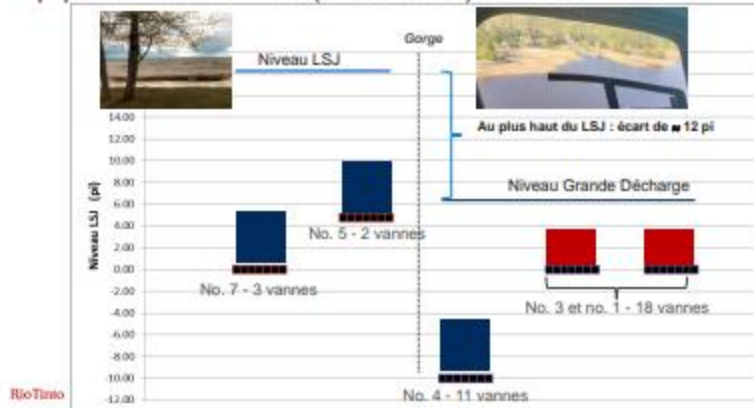 Gorge
Niveau LSJ
Au plus haut du LSJ : écart de ≈ 12 pi
Niveau Grande Décharge
Niveau LSJ (pi)
14.00
12.00
10.00
8.00
6.00
4.00
2.00
0.00
-2.00
-4.00
-6.00
-8.00
-10.00
-12.00
No. 5 - 2 vannes
No. 7 - 3 vannes
No. 3 et no. 1 - 18 vannes
No. 4 - 11 vannes
RioTinto